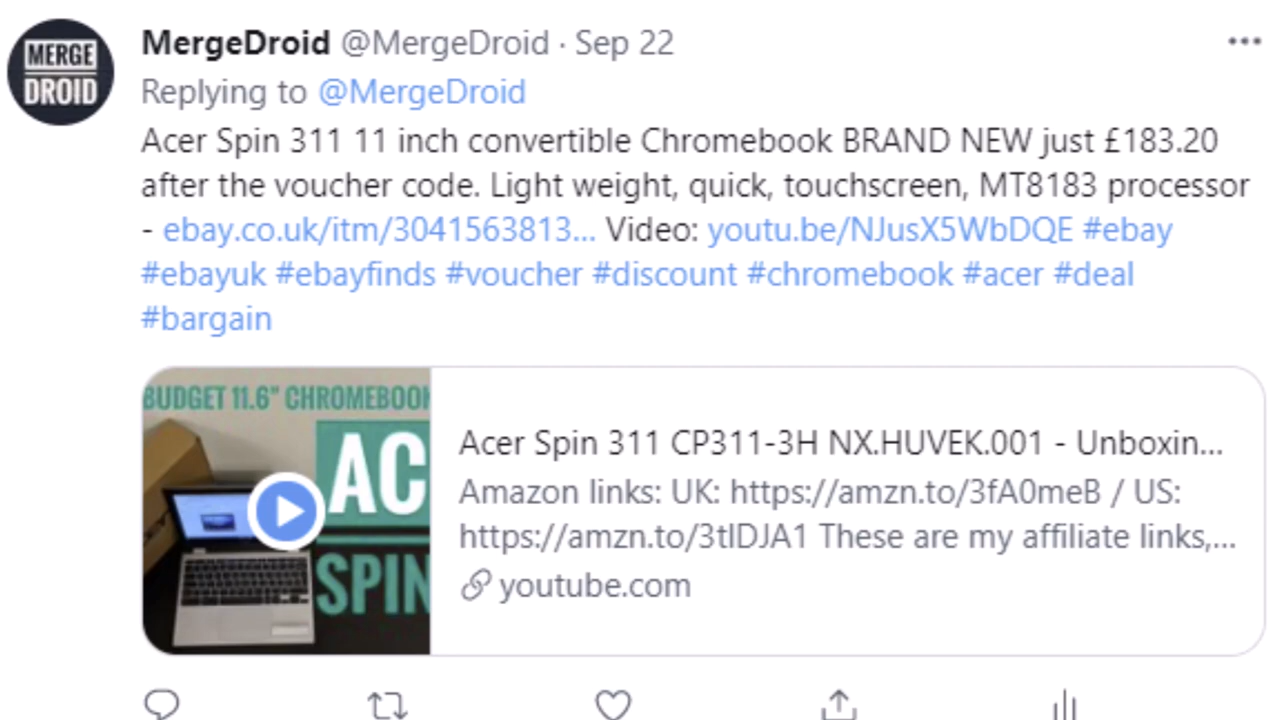 MERGE
DROID
MergeDroid @MergeDroid · Sep 22
Replying to @MergeDroid
Acer Spin 311 11 inch convertible Chromebook BRAND NEW just £183.20
after the voucher code. Light weight, quick, touchscreen, MT8183 processor
- ebay.co.uk/itm/3041563813... Video: youtu.be/NJusX5WbDQE #ebay
#ebayuk #ebayfinds #voucher #discount #chromebook #acer #deal
#bargain
BUDGET 11.6" CHROMEBOOK
AC
SPIN
Acer Spin 311 CP311-3H NX.HUVEK.001 - Unboxin...
Amazon links: UK: https://amzn.to/3fA0meB / US:
https://amzn.to/3tlDJA1 These are my affiliate links,...
youtube.com